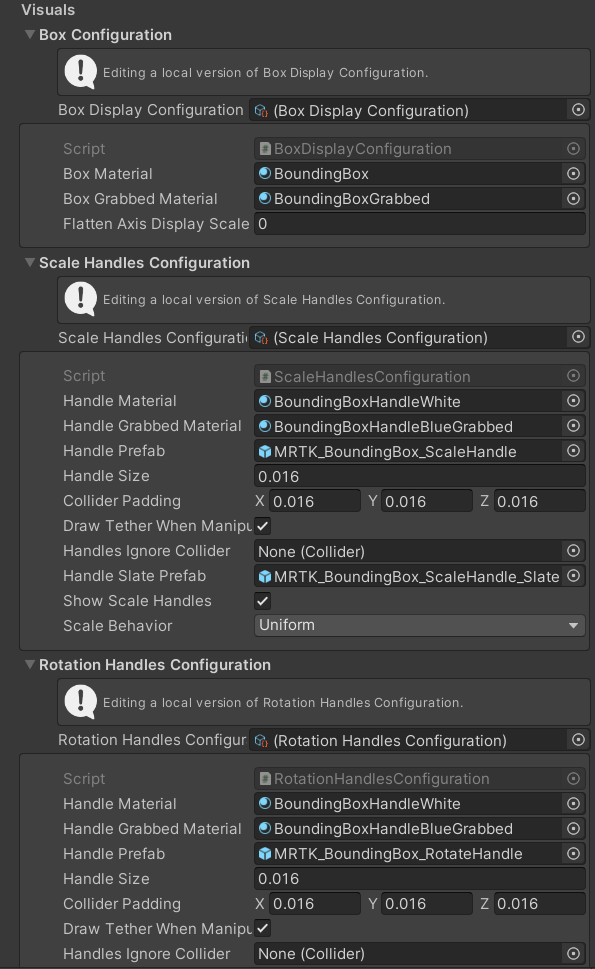 Visuals
Box Configuration
Editing a local version of Box Display Configuration.
Box Display Configuration (Box Display Configuration)
Script BoxDisplayConfiguration
Box Material BoundingBox
Box Grabbed Material BoundingBoxGrabbed
Flatten Axis Display Scale 0
Scale Handles Configuration
Editing a local version of Scale Handles Configuration.
Scale Handles Configurati (Scale Handles Configuration)
Script ScaleHandlesConfiguration
Handle Material BoundingBoxHandleWhite
Handle Grabbed Material BoundingBoxHandleBlueGrabbed
Handle Prefab MRTK_BoundingBox_ScaleHandle
Handle Size 0.016
Collider Padding X 0.016 Y 0.016 Z 0.016
Draw Tether When Manipu
Handles Ignore Collider None (Collider)
Handle Slate Prefab MRTK_BoundingBox_ScaleHandle_Slate
Show Scale Handles
Scale Behavior Uniform
Rotation Handles Configuration
Editing a local version of Rotation Handles Configuration.
Rotation Handles Configur (Rotation Handles Configuration)
Script RotationHandlesConfiguration
Handle Material BoundingBoxHandleWhite
Handle Grabbed Material BoundingBoxHandleBlueGrabbed
Handle Prefab MRTK_BoundingBox_RotateHandle
Handle Size 0.016
Collider Padding X 0.016 Y 0.016 Z 0.016
Draw Tether When Manipu
Handles Ignore Collider None (Collider)